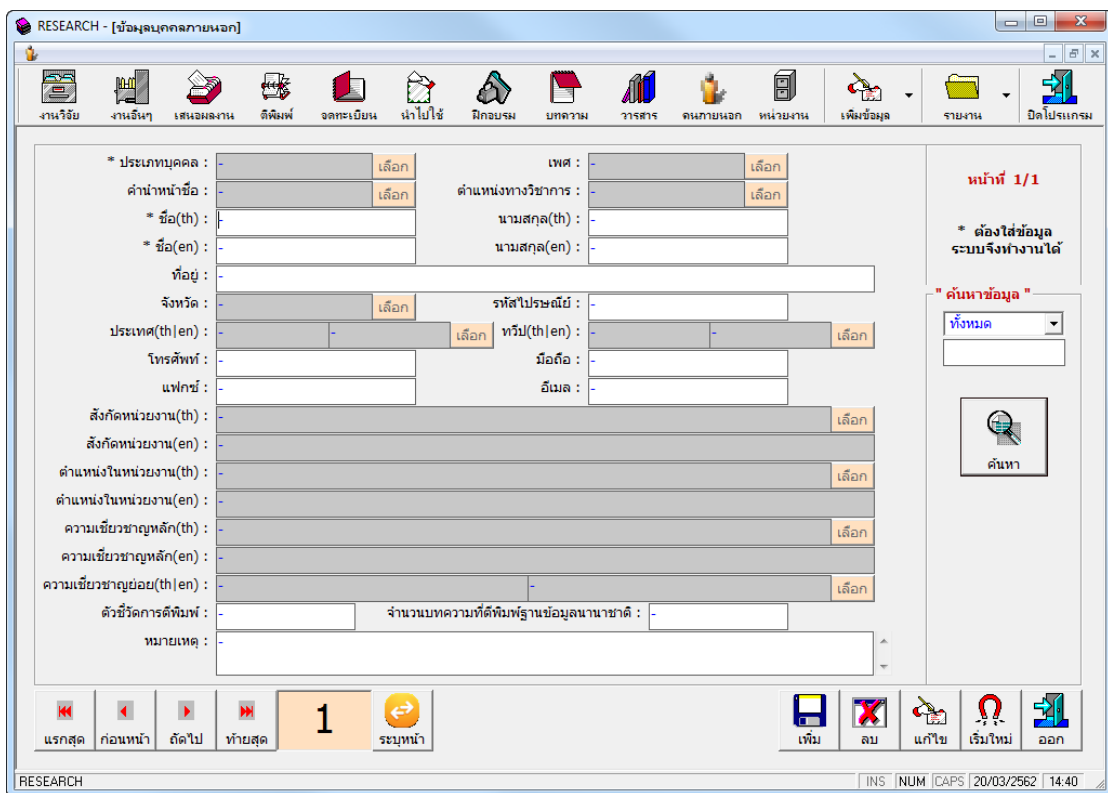 RESEARCH - [ข้อมูลบุคคลภายนอก]
งานวิจัย งานอื่นๆ เสนอผลงาน ตีพิมพ์ จดทะเบียน นำไปใช้ ฝึกอบรม บทความ วารสาร คนภายนอก หน่วยงาน เพิ่มข้อมูล รายงาน ปิดโปรแกรม
* ประเภทบุคคล : - เลือก เพศ : - เลือก
คำนำหน้าชื่อ : - เลือก ตำแหน่งทางวิชาการ : - เลือก
* ชื่อ(th) : - นามสกุล(th) : -
* ชื่อ(en) : - นามสกุล(en) : -
ที่อยู่ : -
จังหวัด : - เลือก รหัสไปรษณีย์ : -
ประเทศ(th|en) : - - เลือก ทวีป(th|en) : - - เลือก
โทรศัพท์ : - มือถือ : -
แฟกซ์ : - อีเมล : -
สังกัดหน่วยงาน(th) : - เลือก
สังกัดหน่วยงาน(en) : -
ตำแหน่งในหน่วยงาน(th) : - เลือก
ตำแหน่งในหน่วยงาน(en) : -
ความเชี่ยวชาญหลัก(th) : - เลือก
ความเชี่ยวชาญหลัก(en) : -
ความเชี่ยวชาญย่อย(th|en) : - - เลือก
ตัวชี้วัดการตีพิมพ์ : - จำนวนบทความที่ตีพิมพ์ฐานข้อมูลนานาชาติ : -
หมายเหตุ : -
หน้าที่ 1/1
* ต้องใส่ข้อมูล
ระบบจึงทำงานได้
" ค้นหาข้อมูล "
ทั้งหมด
ค้นหา
แรกสุด ก่อนหน้า ถัดไป ท้ายสุด 1 ระบุหน้า เพิ่ม ลบ แก้ไข เริ่มใหม่ ออก
RESEARCH INS NUM CAPS 20/03/2562 14:40